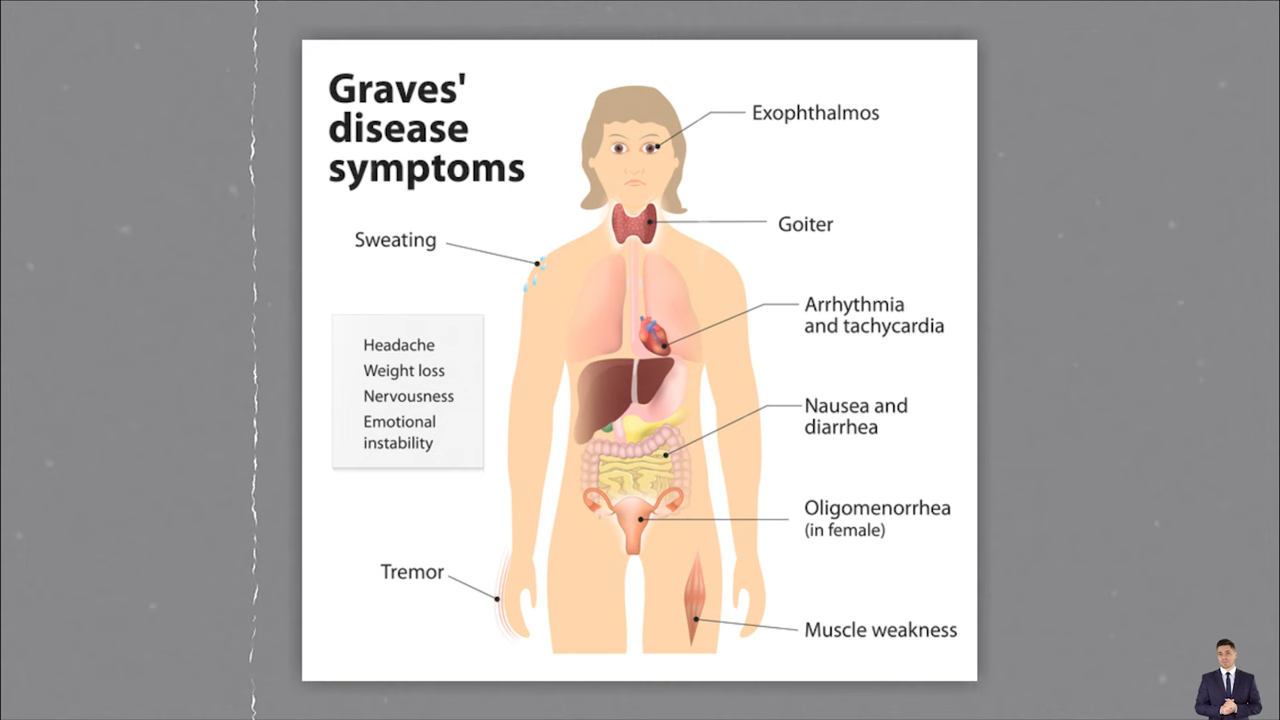 Graves'
disease
symptoms
Exophthalmos
Goiter
Sweating
Arrhythmia
and tachycardia
Headache
Weight loss
Nervousness
Emotional
instability
Nausea and
diarrhea
Oligomenorrhea
(in female)
Tremor
Muscle weakness